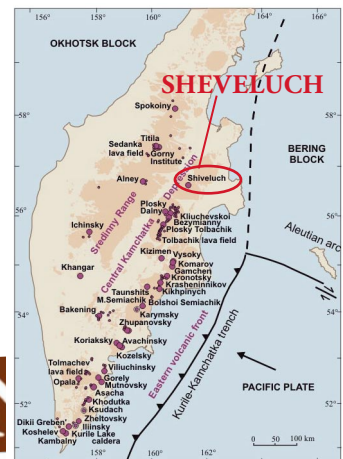 158°
160°
162°
164°
166°
OKHOTSK BLOCK
SHEVELUCH
Spokoiny
58°
58°
Titila
Sedanka
lava field
Gorny
Institute
BERING
BLOCK
Alney
Shiveluch
Sredinny Range
Central Kamchatka Depression
Plosky
Dalny
Kliuchevskoi
Bezymianny
Plosky Tolbachik
Tolbachik lava field
56°
Ichinsky
Aleutian arc
Kizimen
Vysoky
Komarov
Gamchen
Khangar
Kronotsky
Krasheninnikov
Taunshits
Kikhpinych
M.Semiachik
Bolshoi Semiachik
54°
Bakening
Karymsky
Zhupanovsky
Koriaksky
Avachinsky
Kozelsky
Eastern volcanic front
Kurile-Kamchatka trench
54°
Tolmachev
lava field
Viliuchinsky
Opala
Gorely
Mutnovsky
Asacha
Khodutka
Ksudach
PACIFIC PLATE
52°
52°
Dikii Greben'
Zheltovsky
Iliinsky
Koshelev
Kurile Lake
caldera
Kambalny
0 50 100 km
158°
160°
162°